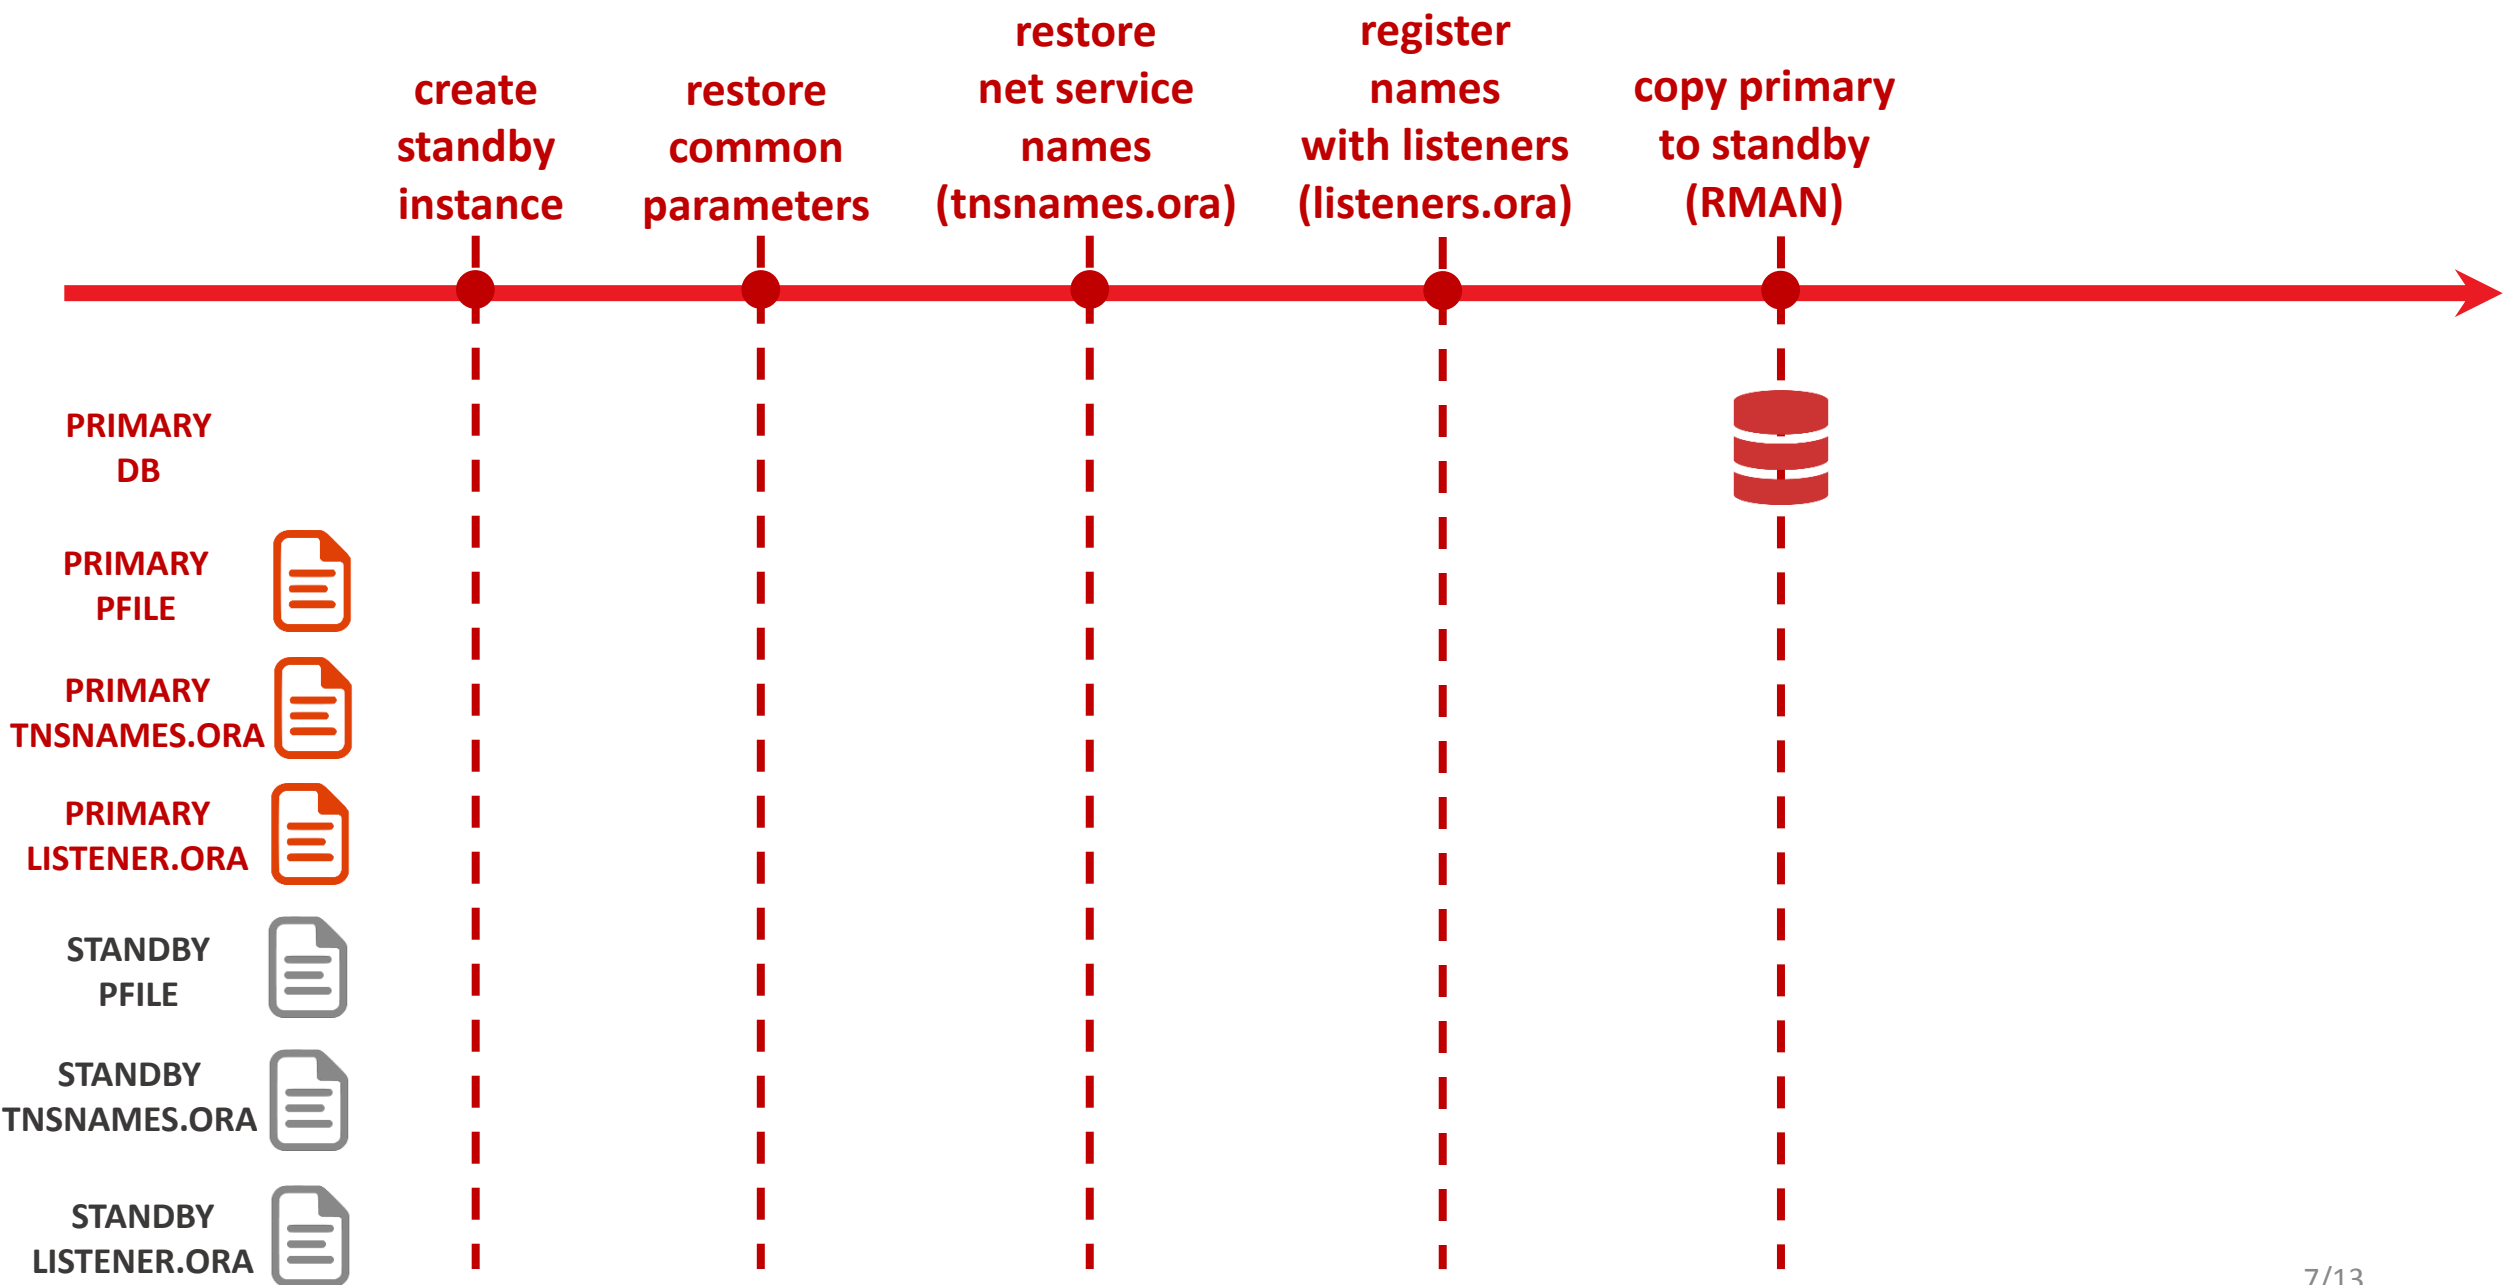 create
standby
instance
restore
common
parameters
restore
net service
names
(tnsnames.ora)
register
names
with listeners
(listeners.ora)
copy primary
to standby
(RMAN)
PRIMARY
DB
PRIMARY
PFILE
PRIMARY
TNSNAMES.ORA
PRIMARY
LISTENER.ORA
STANDBY
PFILE
STANDBY
TNSNAMES.ORA
STANDBY
LISTENER.ORA
7/13